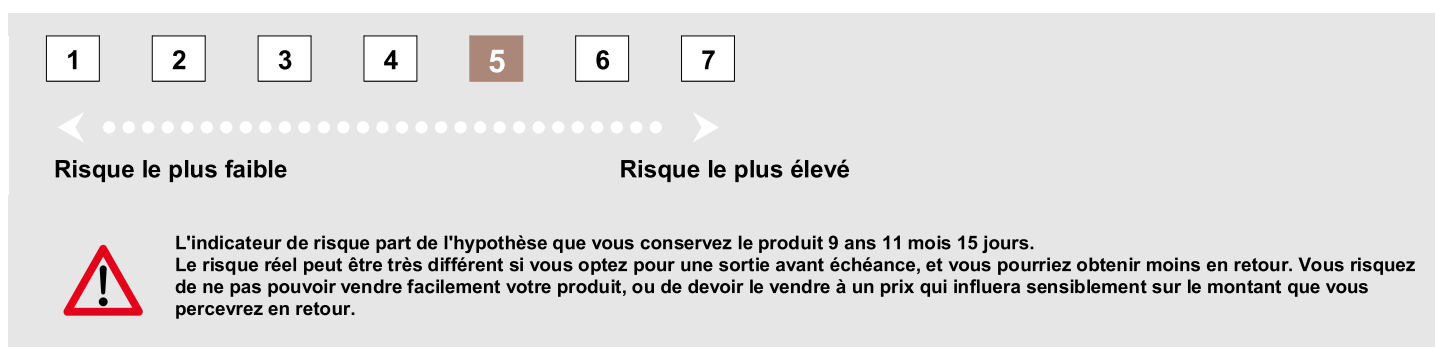 1 2 3 4 5 6 7
Risque le plus faible Risque le plus élevé
L'indicateur de risque part de l'hypothèse que vous conservez le produit 9 ans 11 mois 15 jours.
Le risque réel peut être très différent si vous optez pour une sortie avant échéance, et vous pourriez obtenir moins en retour. Vous risquez
de ne pas pouvoir vendre facilement votre produit, ou de devoir le vendre à un prix qui influera sensiblement sur le montant que vous
percevrez en retour.